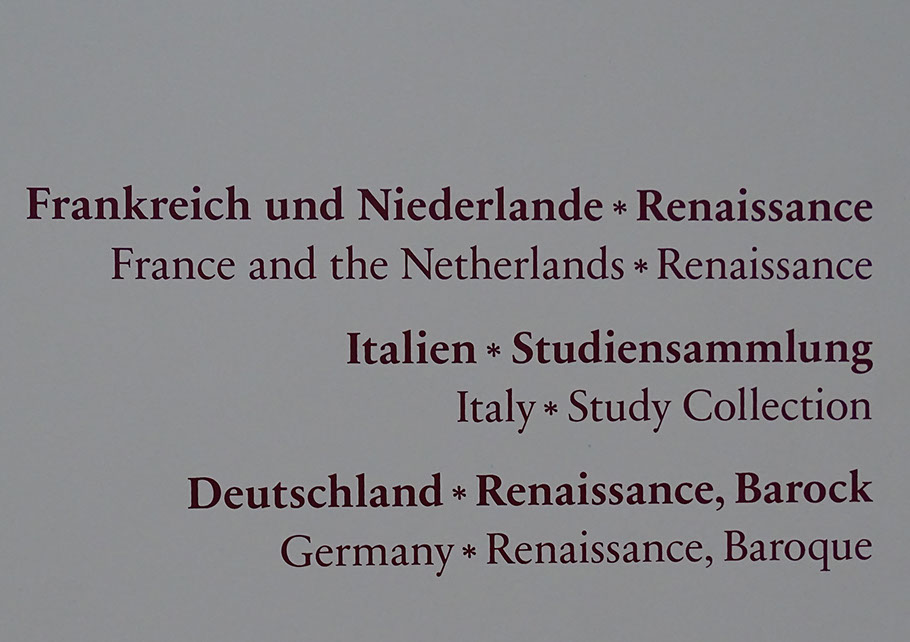 Frankreich und Niederlande * Renaissance
France and the Netherlands * Renaissance
Italien * Studiensammlung
Italy * Study Collection
Deutschland * Renaissance, Barock
Germany * Renaissance, Baroque